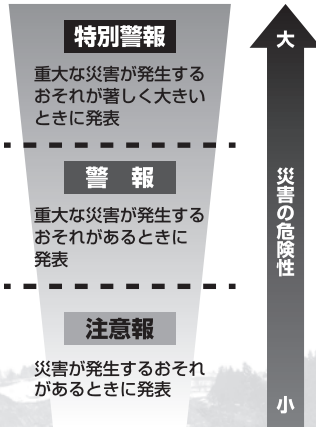 特別警報
重大な災害が発生する
おそれが著しく大きい
ときに発表
警 報
重大な災害が発生する
おそれがあるときに
発表
注意報
災害が発生するおそれ
があるときに発表
大
災害の危険性
小